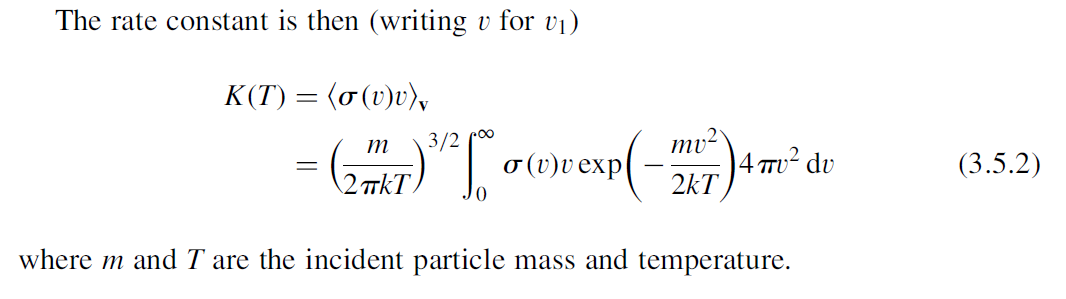 The rate constant is then (writing v for v₁)
K(T) = ⟨σ(v)v⟩ᵥ
= (m/2πkT)^{3/2} ∫₀^∞ σ(v)v exp(−mv²/2kT) 4πv² dv (3.5.2)
where m and T are the incident particle mass and temperature.